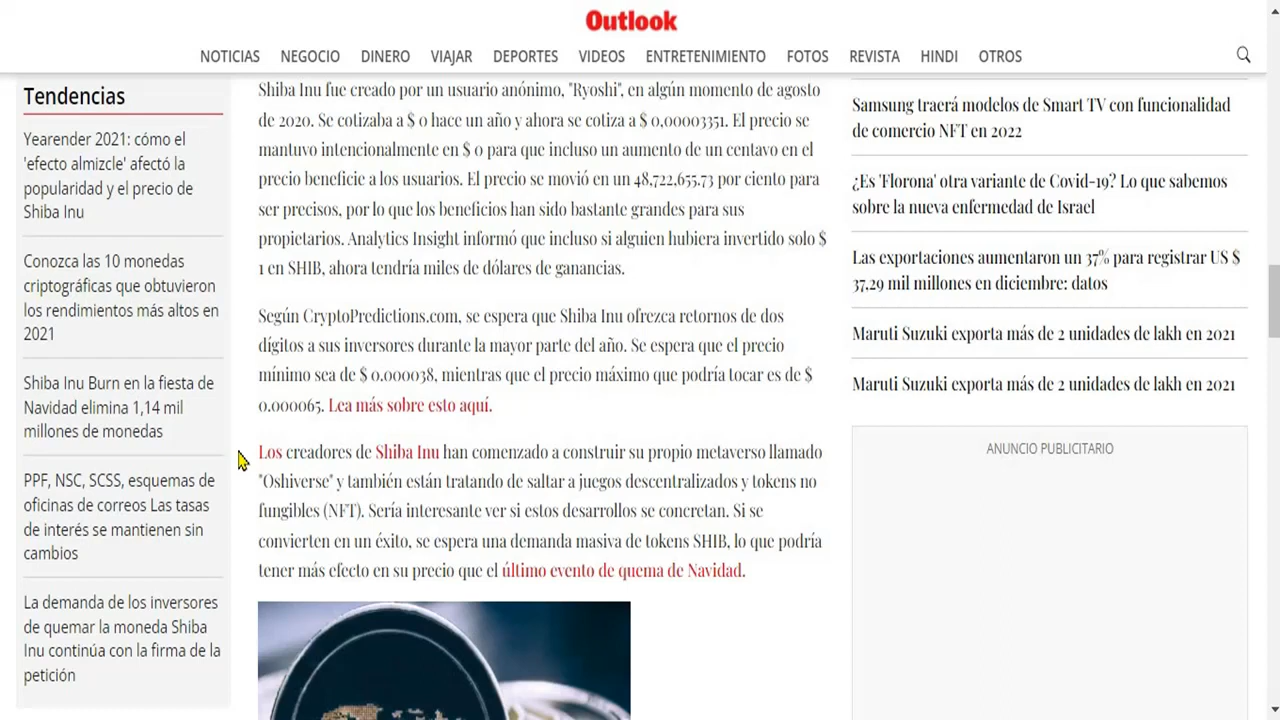 Outlook
NOTICIAS NEGOCIO DINERO VIAJAR DEPORTES VIDEOS ENTRETENIMIENTO FOTOS REVISTA HINDI OTROS
Tendencias
Yearender 2021: cómo el
'efecto almizcle' afectó la
popularidad y el precio de
Shiba Inu
Conozca las 10 monedas
criptográficas que obtuvieron
los rendimientos más altos en
2021
Shiba Inu Burn en la fiesta de
Navidad elimina 1,14 mil
millones de monedas
PPF, NSC, SCSS, esquemas de
oficinas de correos Las tasas
de interés se mantienen sin
cambios
La demanda de los inversores
de quemar la moneda Shiba
Inu continúa con la firma de la
petición
Shiba Inu fue creado por un usuario anónimo, "Ryoshi", en algún momento de agosto
de 2020. Se cotizaba a $ 0 hace un año y ahora se cotiza a $ 0,00003351. El precio se
mantuvo intencionalmente en $ 0 para que incluso un aumento de un centavo en el
precio beneficie a los usuarios. El precio se movió en un 48,722,655.73 por ciento para
ser precisos, por lo que los beneficios han sido bastante grandes para sus
propietarios. Analytics Insight informó que incluso si alguien hubiera invertido solo $
1 en SHIB, ahora tendría miles de dólares de ganancias.
Según CryptoPredictions.com, se espera que Shiba Inu ofrezca retornos de dos
dígitos a sus inversores durante la mayor parte del año. Se espera que el precio
mínimo sea de $ 0.000038, mientras que el precio máximo que podría tocar es de $
0.000065. Lea más sobre esto aquí.
Los creadores de Shiba Inu han comenzado a construir su propio metaverso llamado
"Oshiverse" y también están tratando de saltar a juegos descentralizados y tokens no
fungibles (NFT). Sería interesante ver si estos desarrollos se concretan. Si se
convierten en un éxito, se espera una demanda masiva de tokens SHIB, lo que podría
tener más efecto en su precio que el último evento de quema de Navidad.
Samsung traerá modelos de Smart TV con funcionalidad
de comercio NFT en 2022
¿Es 'Florona' otra variante de Covid-19? Lo que sabemos
sobre la nueva enfermedad de Israel
Las exportaciones aumentaron un 37% para registrar US $
37,29 mil millones en diciembre: datos
Maruti Suzuki exporta más de 2 unidades de lakh en 2021
Maruti Suzuki exporta más de 2 unidades de lakh en 2021
ANUNCIO PUBLICITARIO